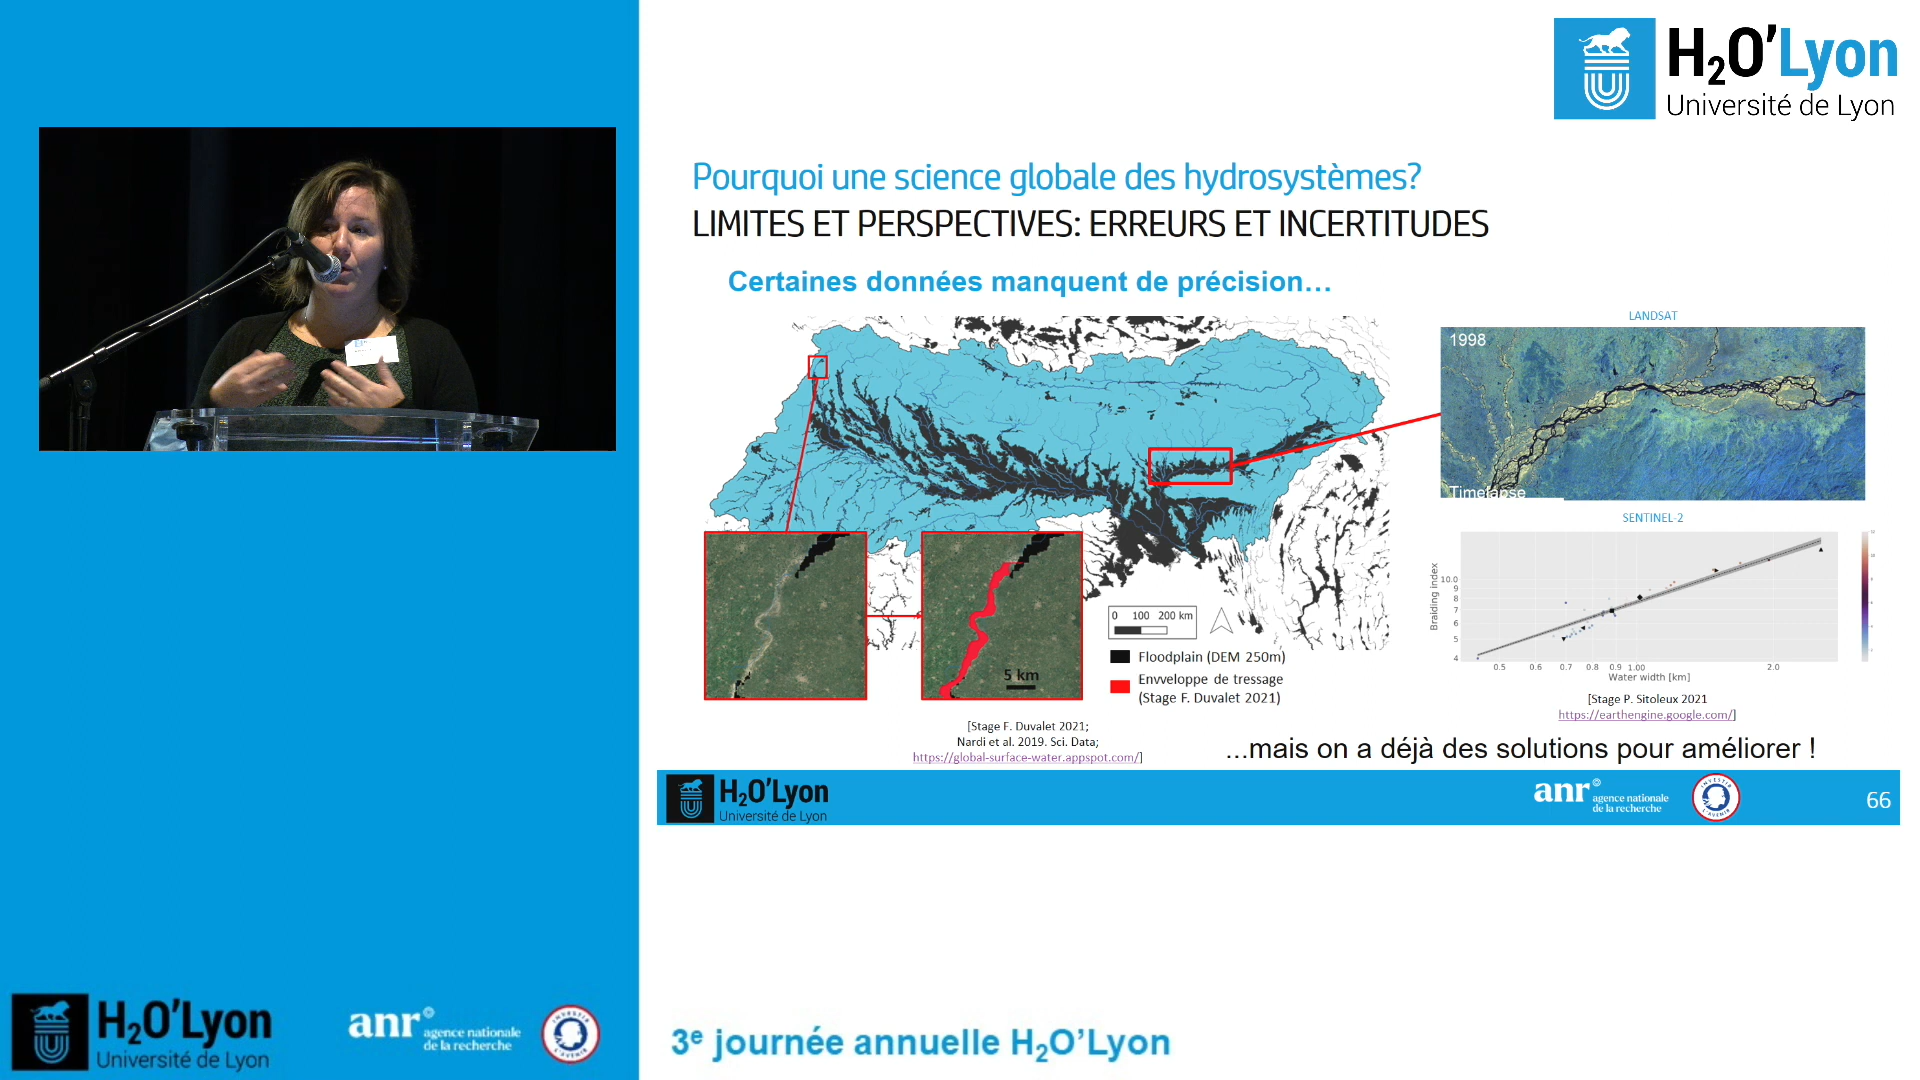 H₂O'Lyon
Université de Lyon
Pourquoi une science globale des hydrosystèmes?
LIMITES ET PERSPECTIVES: ERREURS ET INCERTITUDES
Certaines données manquent de précision…
LANDSAT
1998
Timelapse
SENTINEL-2
Braiding index
10.0
9
8
7
6
5
4
0.5 0.6 0.7 0.8 0.9 1.00 2.0
Water width [km]
[Stage P. Sitoleux 2021
https://earthengine.google.com/]
0 100 200 km
Floodplain (DEM 250m)
Envveloppe de tressage
(Stage F. Duvalet 2021)
5 km
[Stage F. Duvalet 2021;
Nardi et al. 2019. Sci. Data;
https://global-surface-water.appspot.com/]
...mais on a déjà des solutions pour améliorer !
H₂O'Lyon
Université de Lyon
anr
agence nationale
de la recherche
66
H₂O'Lyon
Université de Lyon
anr
agence nationale
de la recherche
3e journée annuelle H₂O'Lyon